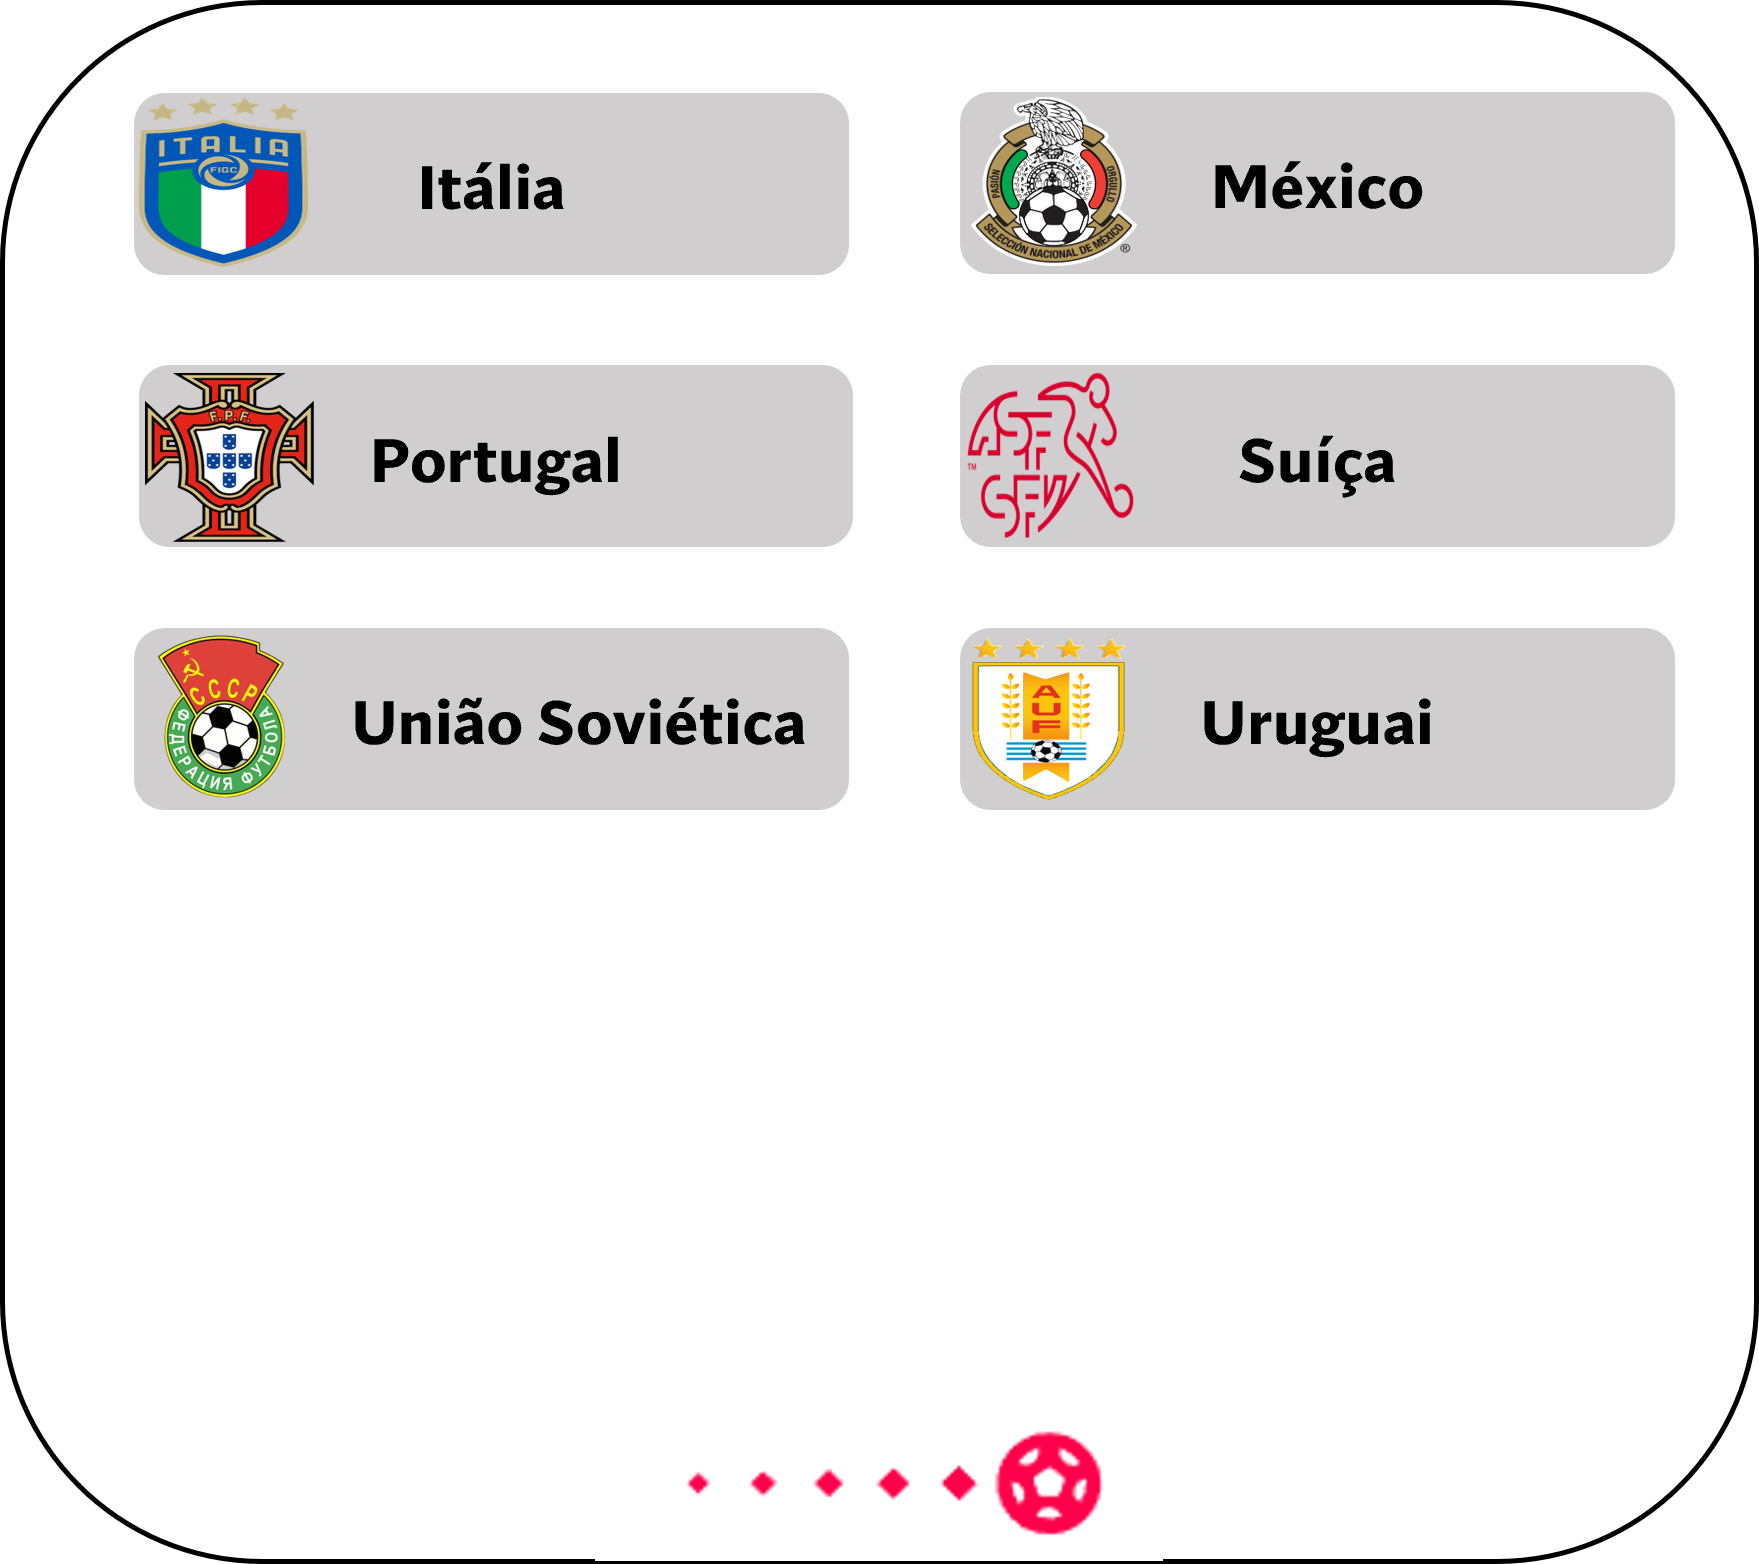 ITALIA
FIGC
Itália
PASIÓN
ORGULLO
SELECCIÓN NACIONAL DE MÉXICO
®
México
F.P.F.
Portugal
ASF
SFV
TM
Suíça
СССР
ФЕДЕРАЦИЯ ФУТБОЛА
União Soviética
AUF
Uruguai